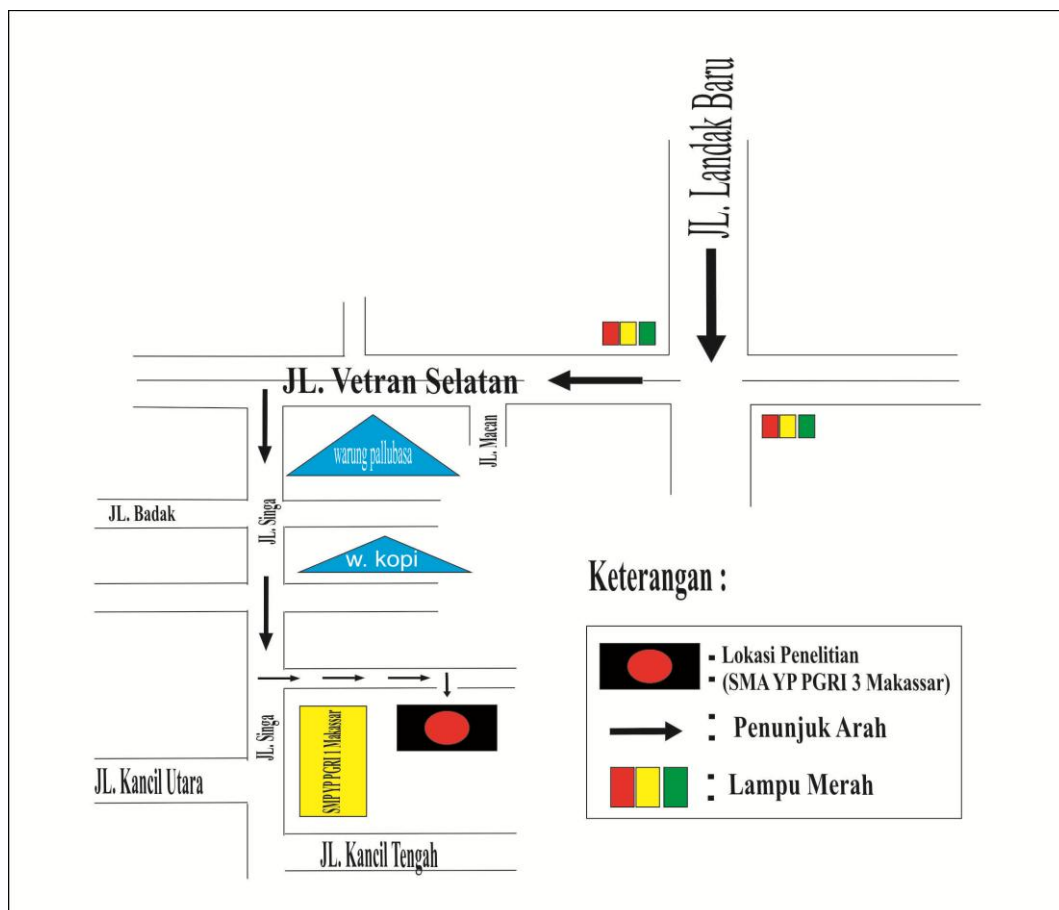 JL. Landak Baru
JL. Vetran Selatan
JL. Macan
warung pallubasa
JL. Badak
JL. Singa
w. kopi
Keterangan :
: Lokasi Penelitian
: (SMA YP PGRI 3 Makassar)
: Penunjuk Arah
: Lampu Merah
JL. Singa
SMP YP PGRI 1 Makassar
JL. Kancil Utara
JL. Kancil Tengah